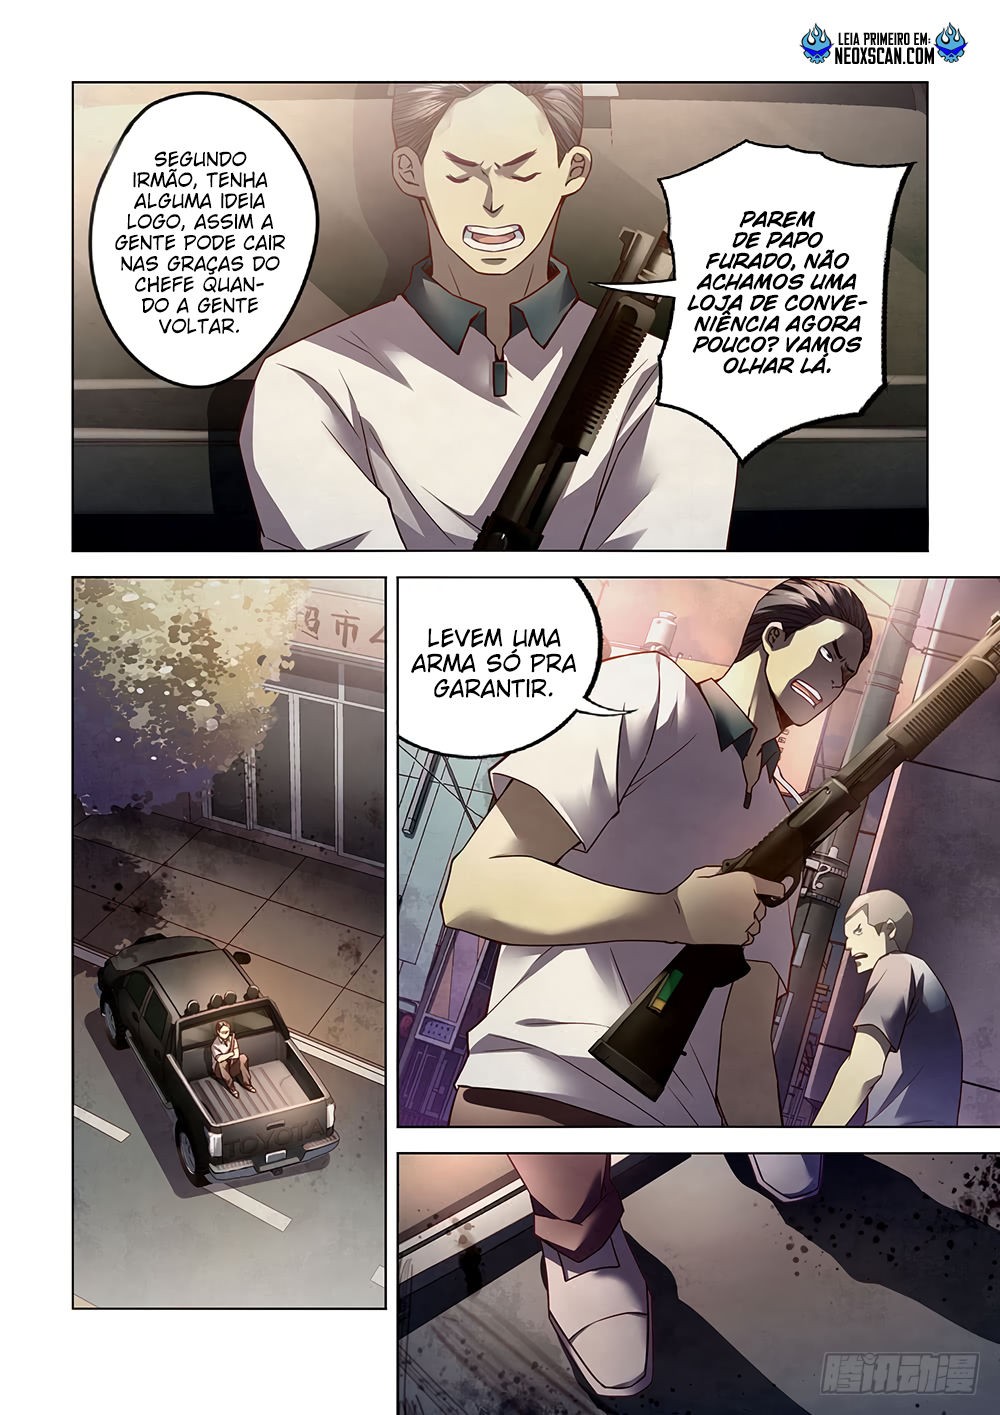 LEIA PRIMEIRO EM:
NEOXSCAN.COM
SEGUNDO
IRMÃO, TENHA
ALGUMA IDEIA
LOGO, ASSIM A
GENTE PODE CAIR
NAS GRAÇAS DO
CHEFE QUAN-
DO A GENTE
VOLTAR.
PAREM
DE PAPO
FURADO, NÃO
ACHAMOS UMA
LOJA DE CONVE-
NIÊNCIA AGORA
POUCO? VAMOS
OLHAR LÁ.
超市
LEVEM UMA
ARMA SÓ PRA
GARANTIR.
TOYOTA
腾讯动漫